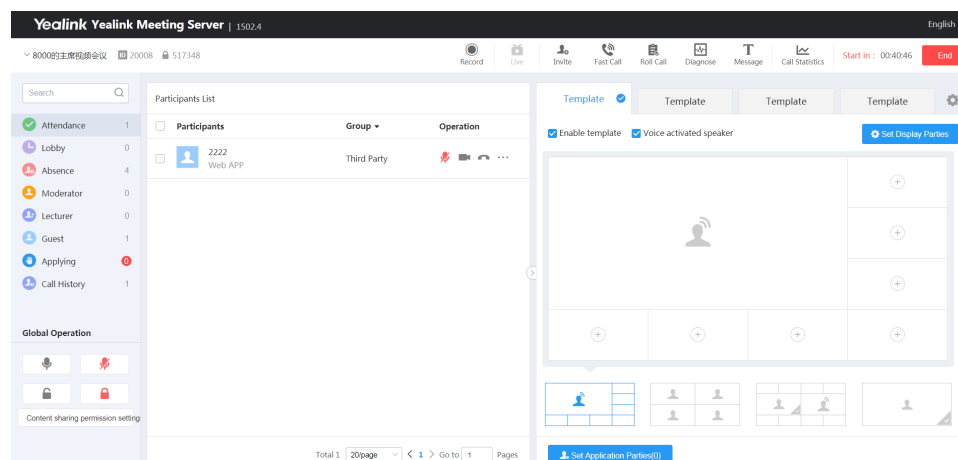 Yealink Yealink Meeting Server | 1502.4 English
8000的主席视频会议 ID 20008 517348 Record Live Invite Fast Call Roll Call Diagnose Message Call Statistics Start in : 00:40:46 End
Search Participants List Template Template Template Template
Attendance 1 Participants Group Operation Enable template Voice activated speaker Set Display Parties
Lobby 0 2222 Third Party
Web APP
Absence 4
Moderator 0
Lecturer 0
Guest 1
Applying 0
Call History 1
Global Operation
Content sharing permission settings
Total 1 20/page < 1 > Go to 1 Pages Set Application Parties(0)